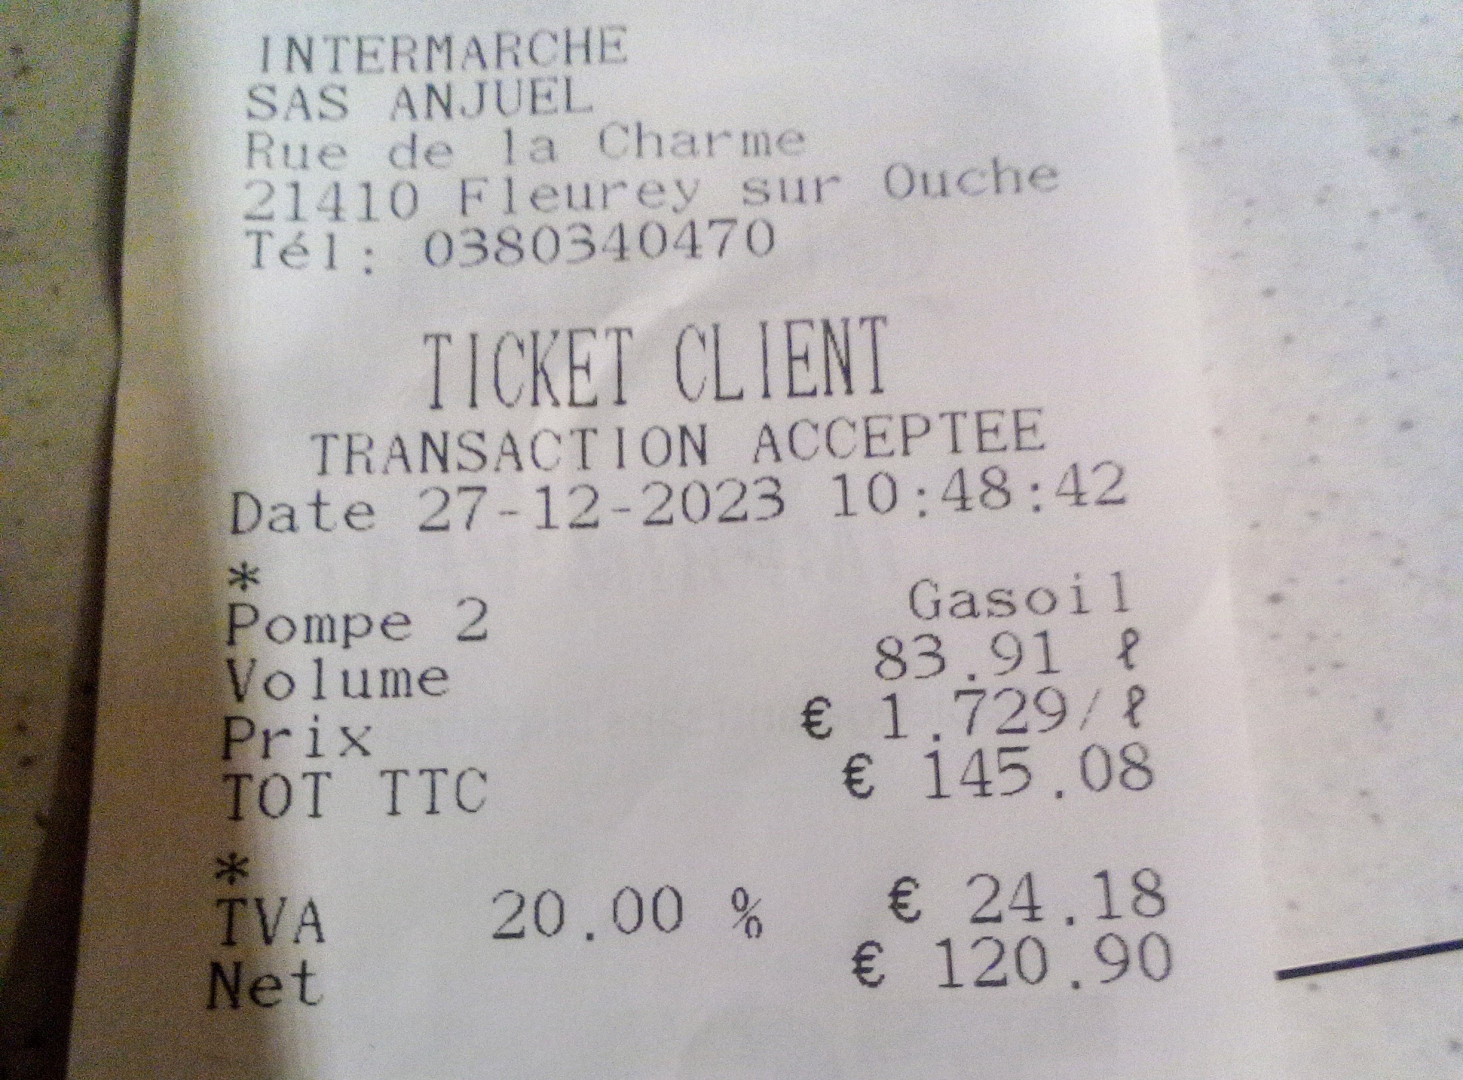 INTERMARCHE
SAS ANJUEL
Rue de la Charme
21410 Fleurey sur Ouche
Tél: 0380340470
TICKET CLIENT
TRANSACTION ACCEPTEE
Date 27-12-2023 10:48:42
*
Pompe 2 Gasoil
Volume 83.91 ℓ
Prix € 1.729/ℓ
TOT TTC € 145.08
*
TVA 20.00 % € 24.18
Net € 120.90